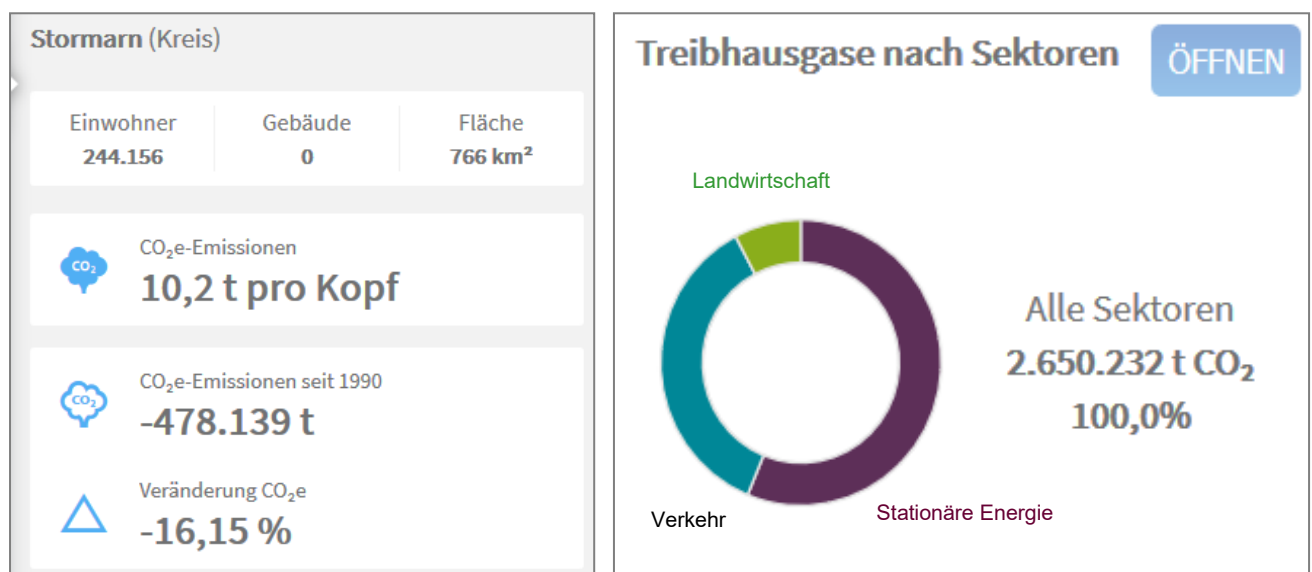 Stormarn (Kreis)
Einwohner Gebäude Fläche
244.156 0 766 km²
CO₂ CO₂e-Emissionen
10,2 t pro Kopf
CO₂ CO₂e-Emissionen seit 1990
-478.139 t
Veränderung CO₂e
-16,15 %
Treibhausgase nach Sektoren ÖFFNEN
Landwirtschaft
Alle Sektoren
2.650.232 t CO₂
100,0%
Verkehr Stationäre Energie